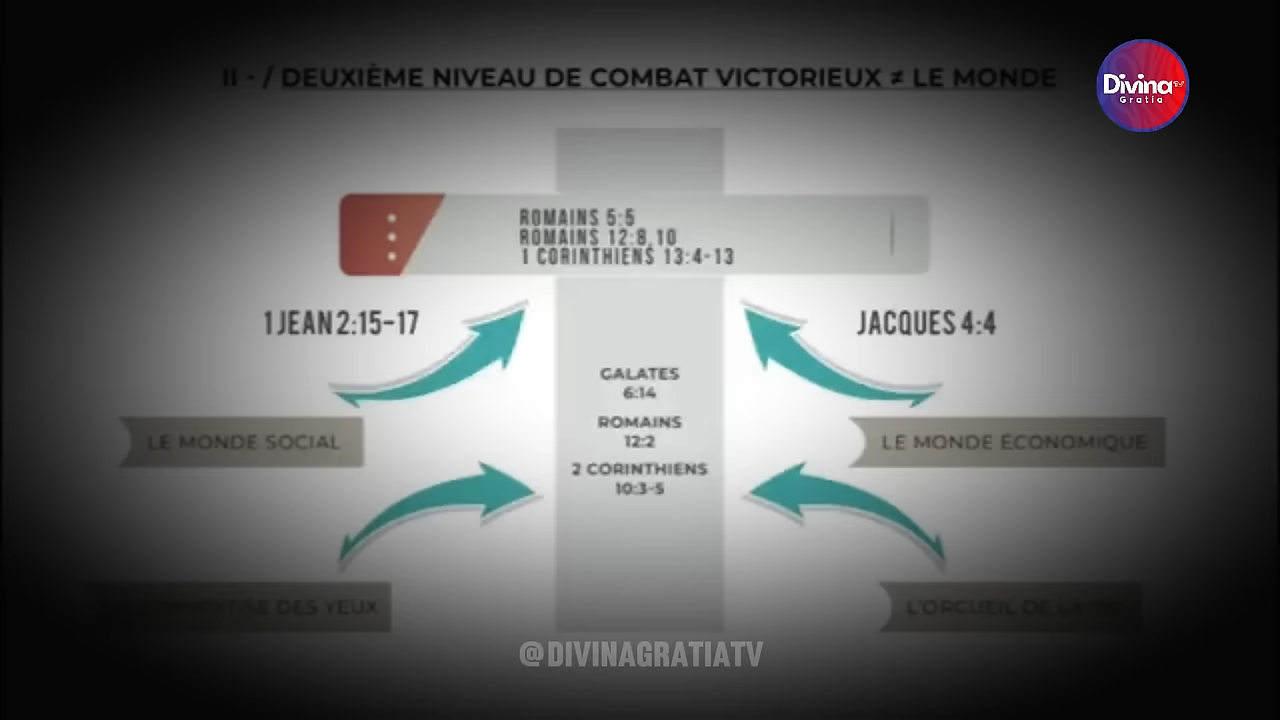 II - / DEUXIÈME NIVEAU DE COMBAT VICTORIEUX ≠ LE MONDE
Divina TV
Gratia
ROMAINS 5:5
ROMAINS 12:8,10
1 CORINTHIENS 13:4-13
1 JEAN 2:15-17
JACQUES 4:4
GALATES
6:14
ROMAINS
12:2
2 CORINTHIENS
10:3-5
LE MONDE SOCIAL
LE MONDE ÉCONOMIQUE
DES YEUX
L'ORGUEIL DE LA
@DIVINAGRATIATV